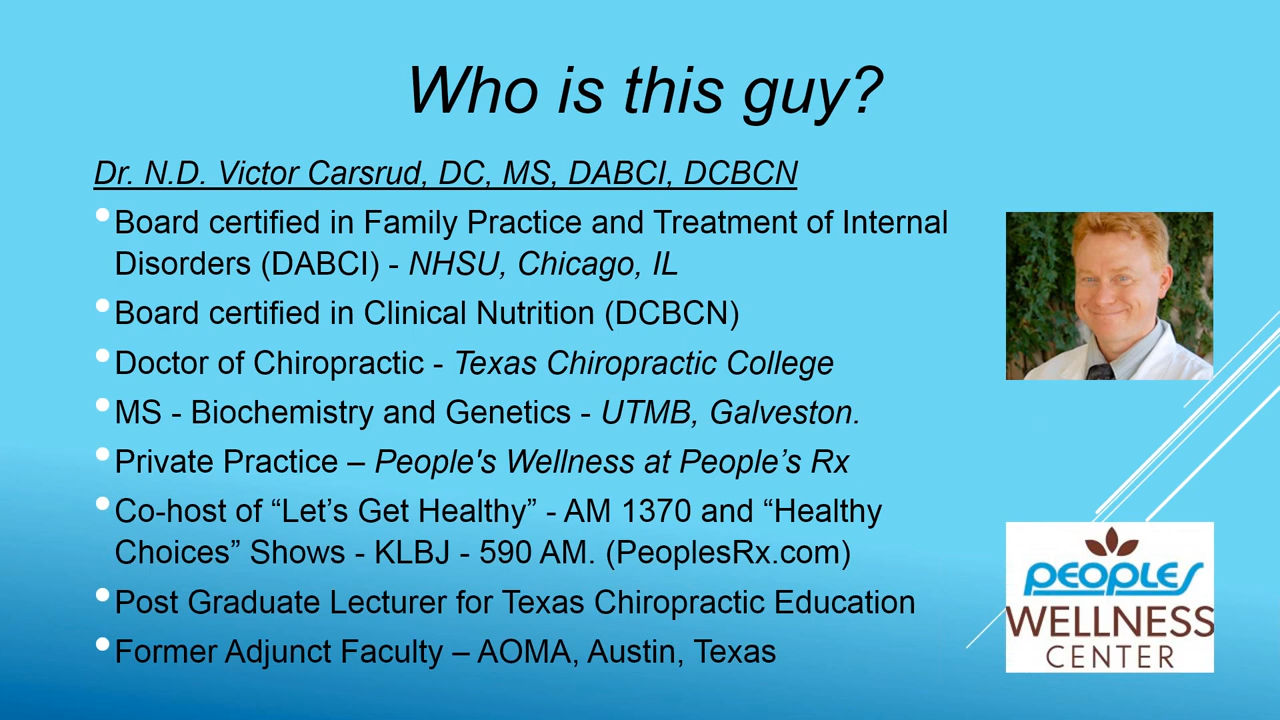 Who is this guy?
Dr. N.D. Victor Carsrud, DC, MS, DABCI, DCBCN
•Board certified in Family Practice and Treatment of Internal
Disorders (DABCI) - NHSU, Chicago, IL
•Board certified in Clinical Nutrition (DCBCN)
•Doctor of Chiropractic - Texas Chiropractic College
•MS - Biochemistry and Genetics - UTMB, Galveston.
•Private Practice – People's Wellness at People’s Rx
•Co-host of “Let’s Get Healthy” - AM 1370 and “Healthy
Choices” Shows - KLBJ - 590 AM. (PeoplesRx.com)
•Post Graduate Lecturer for Texas Chiropractic Education
•Former Adjunct Faculty – AOMA, Austin, Texas
peoples
WELLNESS
CENTER